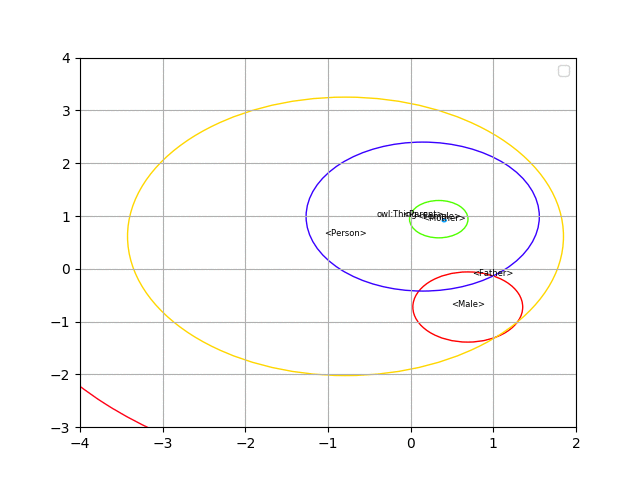 4
3
2
1
0
−1
−2
−3
owl:Thing
<Parent>
<Mother>
<Person>
<Father>
<Male>
−4
−3
−2
−1
0
1
2